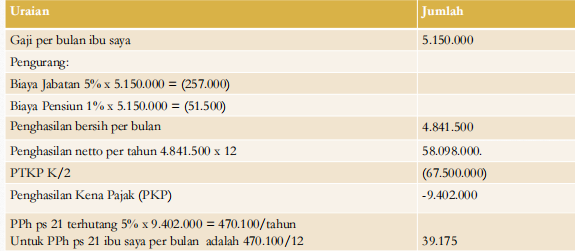 Uraian Jumlah
Gaji per bulan ibu saya 5.150.000
Pengurang:
Biaya Jabatan 5% x 5.150.000 = (257.000)
Biaya Pensiun 1% x 5.150.000 = (51.500)
Penghasilan bersih per bulan 4.841.500
Penghasilan netto per tahun 4.841.500 x 12 58.098.000.
PTKP K/2 (67.500.000)
Penghasilan Kena Pajak (PKP) -9.402.000
PPh ps 21 terhutang 5% x 9.402.000 = 470.100/tahun
Untuk PPh ps 21 ibu saya per bulan adalah 470.100/12 39.175